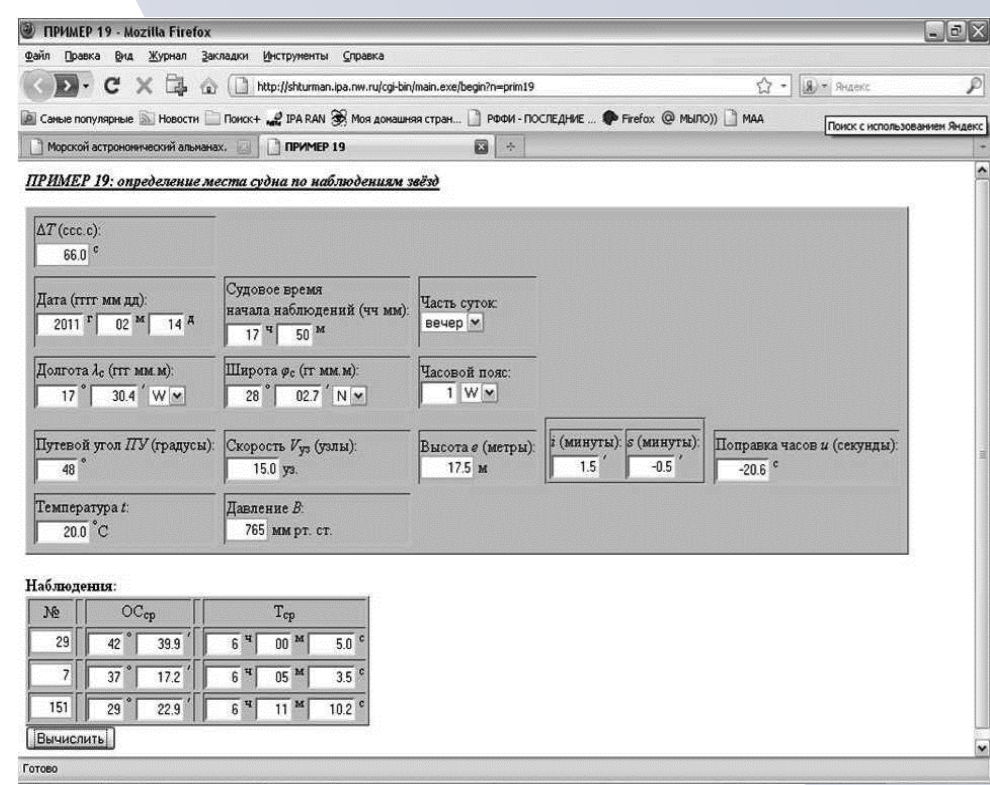 ПРИМЕР 19 - Mozilla Firefox
Файл Правка Вид Журнал Закладки Инструменты Справка
http://shturman.ipa.nw.ru/cgi-bin/main.exe/begin?n=prim19 Яндекс
Самые популярные Новости Поиск+ IPA RAN Моя домашняя стран... РФФИ - ПОСЛЕДНИЕ ... Firefox МЫЛО)) МАА
Поиск с использованием Яндекс
Морской астрономический альманах. ПРИМЕР 19
ПРИМЕР 19: определение места судна по наблюдениям звёзд
ΔT (ссс.с):
66.0 с
Дата (гггг мм дд):
2011 г 02 м 14 д
Судовое время
начала наблюдений (чч мм):
17 ч 50 м
Часть суток:
вечер
Долгота λс (ггг мм.м):
17 ° 30.4 ′ W
Широта φс (гг мм.м):
28 ° 02.7 ′ N
Часовой пояс:
1 W
Путевой угол ПУ (градусы):
48 °
Скорость Vуз (узлы):
15.0 уз.
Высота e (метры):
17.5 м
i (минуты):
1.5 ′
s (минуты):
-0.5 ′
Поправка часов u (секунды):
-20.6 с
Температура t:
20.0 °C
Давление B:
765 мм рт. ст.
Наблюдения:
№ ОСср Тср
29 42 ° 39.9 ′ 6 ч 00 м 5.0 с
7 37 ° 17.2 ′ 6 ч 05 м 3.5 с
151 29 ° 22.9 ′ 6 ч 11 м 10.2 с
Вычислить
Готово